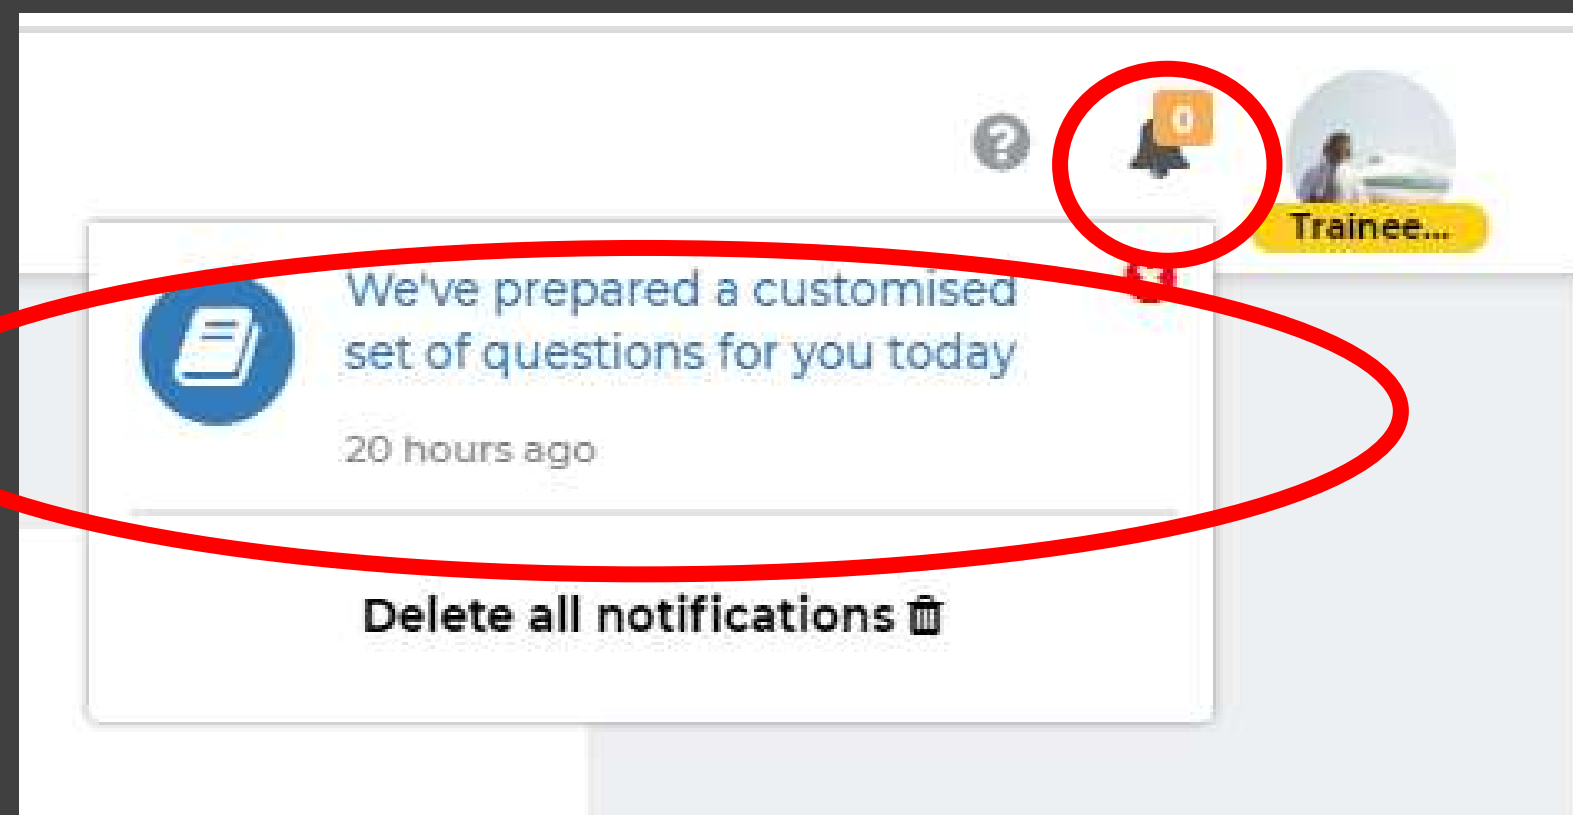 ?
0
Trainee...
We've prepared a customised
set of questions for you today
20 hours ago
Delete all notifications